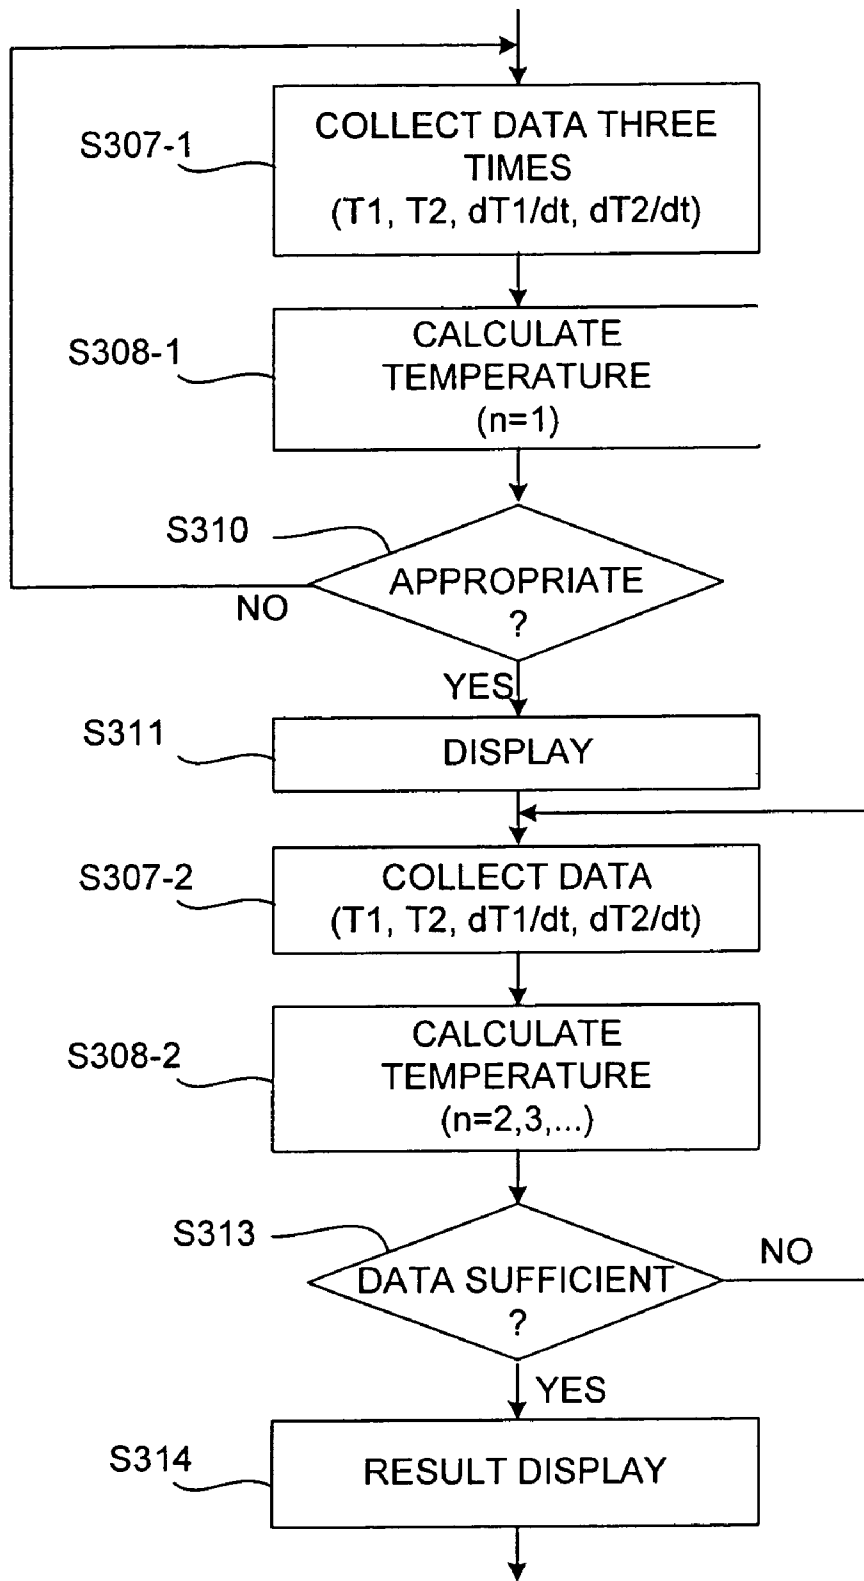 S307-1
COLLECT DATA THREE
TIMES
(T1, T2, dT1/dt, dT2/dt)
S308-1
CALCULATE
TEMPERATURE
(n=1)
S310
APPROPRIATE
?
NO
YES
S311
DISPLAY
S307-2
COLLECT DATA
(T1, T2, dT1/dt, dT2/dt)
S308-2
CALCULATE
TEMPERATURE
(n=2,3,...)
S313
DATA SUFFICIENT
?
NO
YES
S314
RESULT DISPLAY